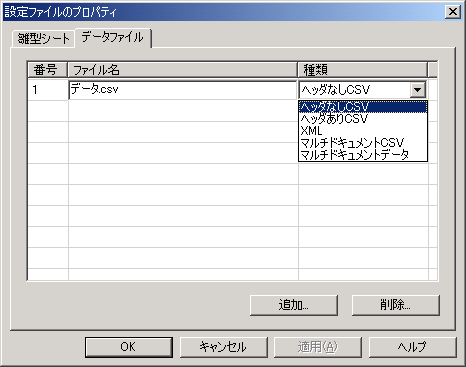 設定ファイルのプロパティ
雛型シート データファイル
番号 ファイル名 種類
1 データ.csv ヘッダなしCSV
ヘッダなしCSV
ヘッダありCSV
XML
マルチドキュメントCSV
マルチドキュメントデータ
追加... 削除...
OK キャンセル 適用(A) ヘルプ